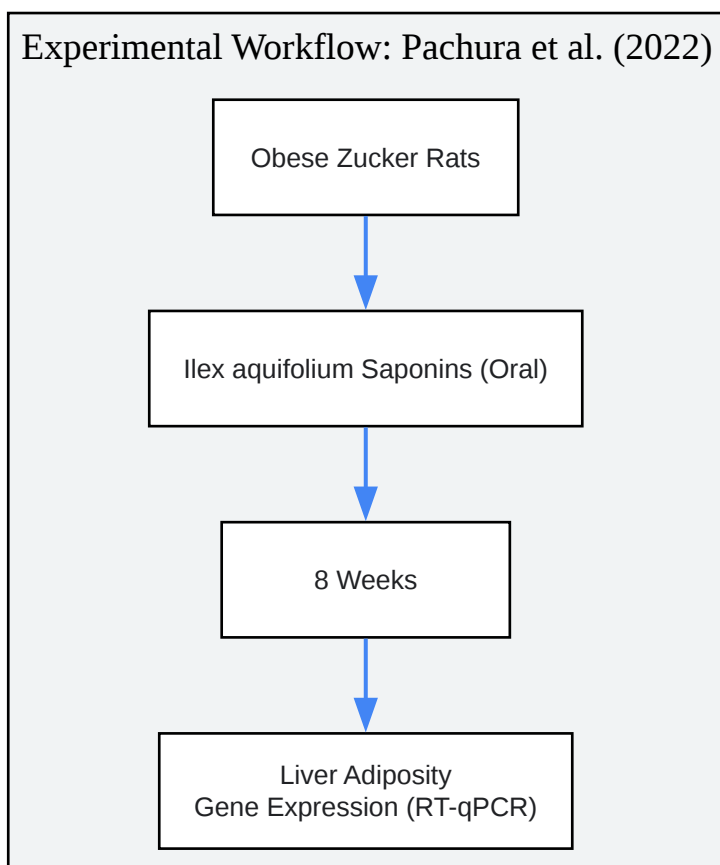 Experimental Workflow: Pachura et al. (2022)
Obese Zucker Rats
Ilex aquifolium Saponins (Oral)
8 Weeks
Liver Adiposity
Gene Expression (RT-qPCR)